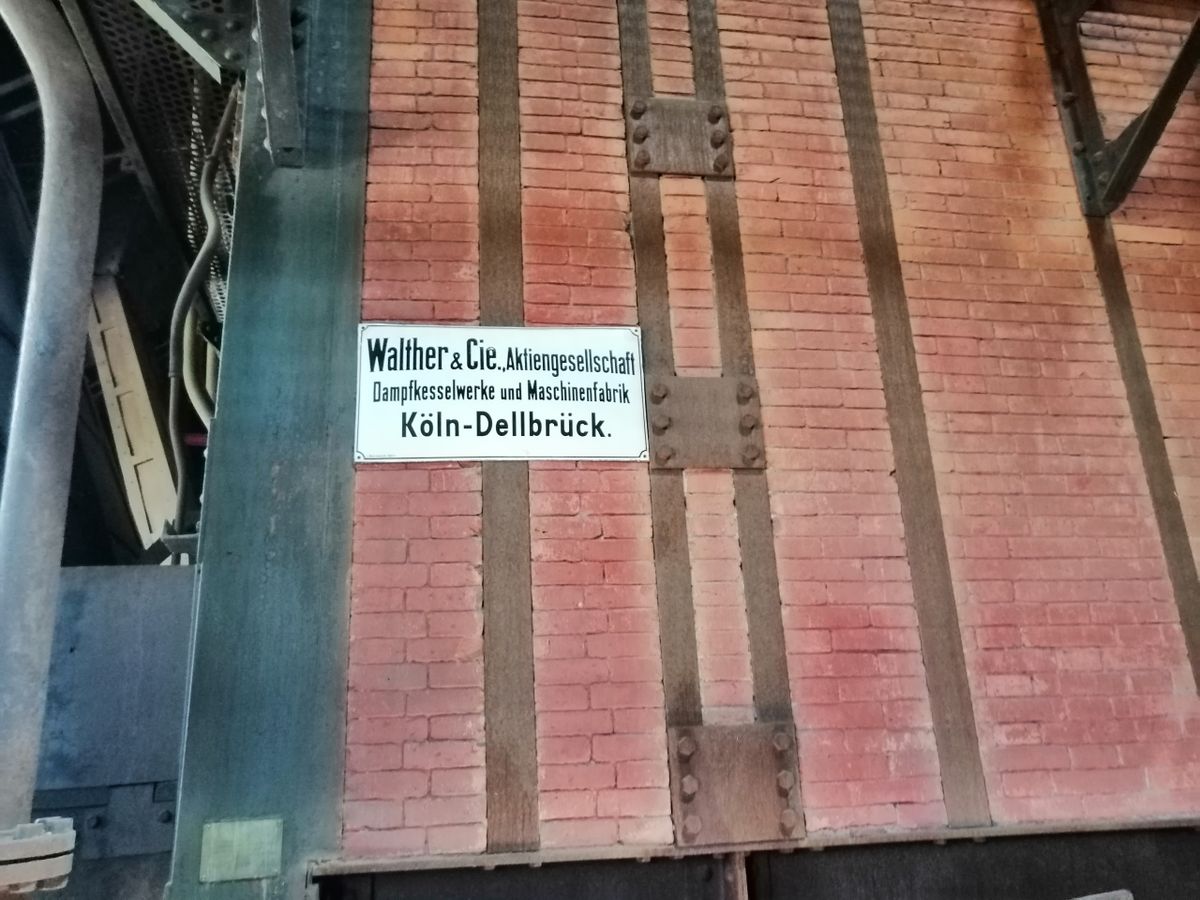 Walther & Cie., Aktiengesellschaft
Dampfkesselwerke und Maschinenfabrik
Köln-Dellbrück.